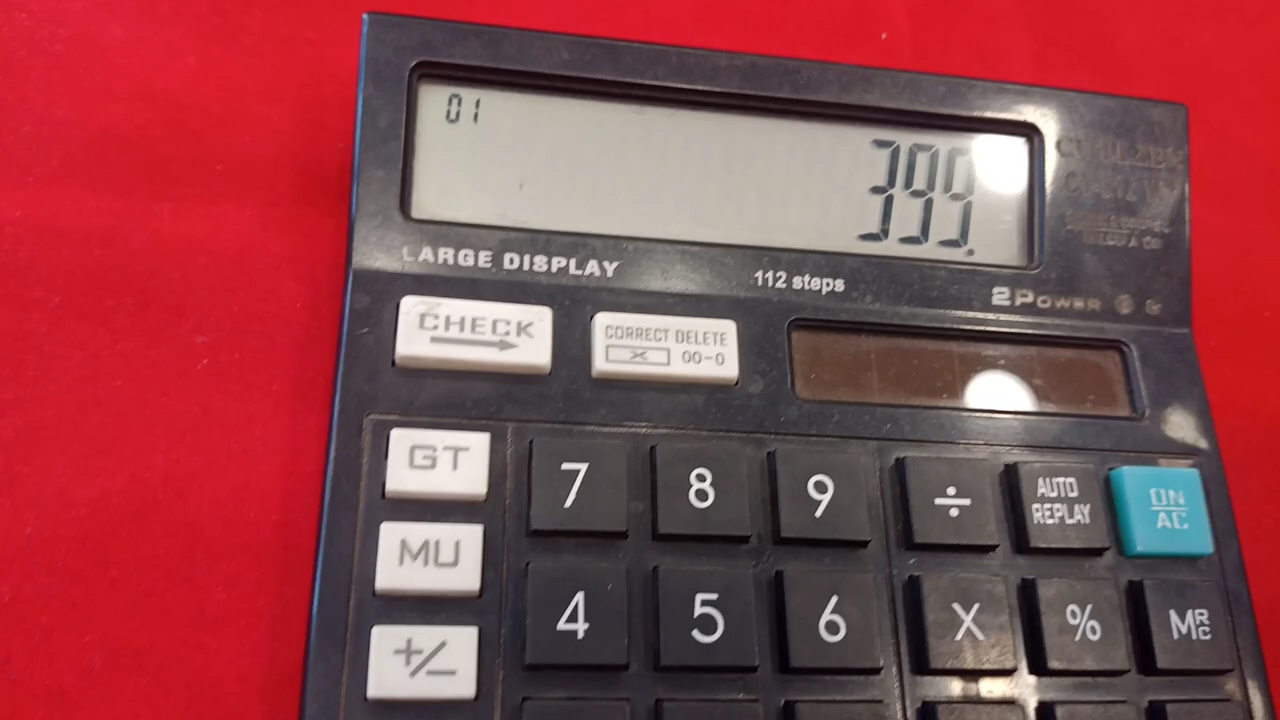 01
399.
LARGE DISPLAY
112 steps
2POWER
CHECK
CORRECT DELETE
00-0
GT
7
8
9
÷
AUTO
REPLAY
ON
AC
MU
4
5
6
X
%
MRC
+/−